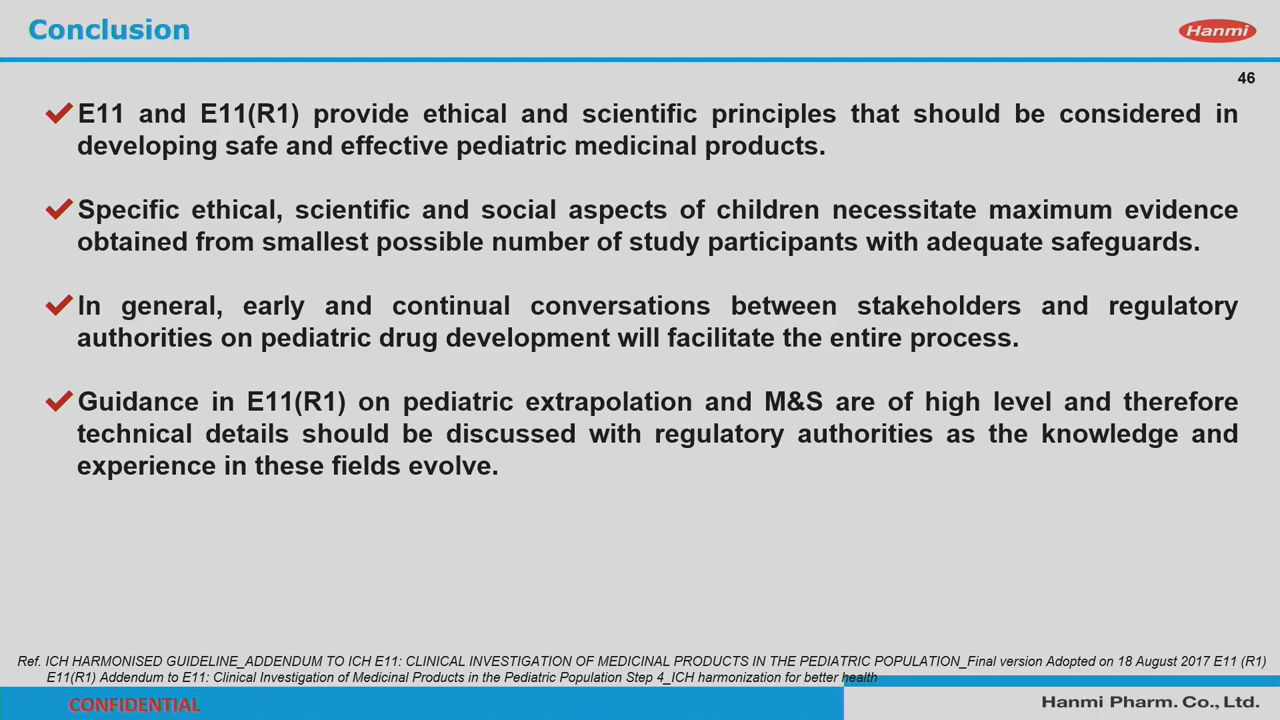 Conclusion
Hanmi
46
E11 and E11(R1) provide ethical and scientific principles that should be considered in
developing safe and effective pediatric medicinal products.
Specific ethical, scientific and social aspects of children necessitate maximum evidence
obtained from smallest possible number of study participants with adequate safeguards.
In general, early and continual conversations between stakeholders and regulatory
authorities on pediatric drug development will facilitate the entire process.
Guidance in E11(R1) on pediatric extrapolation and M&S are of high level and therefore
technical details should be discussed with regulatory authorities as the knowledge and
experience in these fields evolve.
Ref. ICH HARMONISED GUIDELINE_ADDENDUM TO ICH E11: CLINICAL INVESTIGATION OF MEDICINAL PRODUCTS IN THE PEDIATRIC POPULATION_Final version Adopted on 18 August 2017 E11 (R1)
E11(R1) Addendum to E11: Clinical Investigation of Medicinal Products in the Pediatric Population Step 4_ICH harmonization for better health
CONFIDENTIAL
Hanmi Pharm. Co., Ltd.